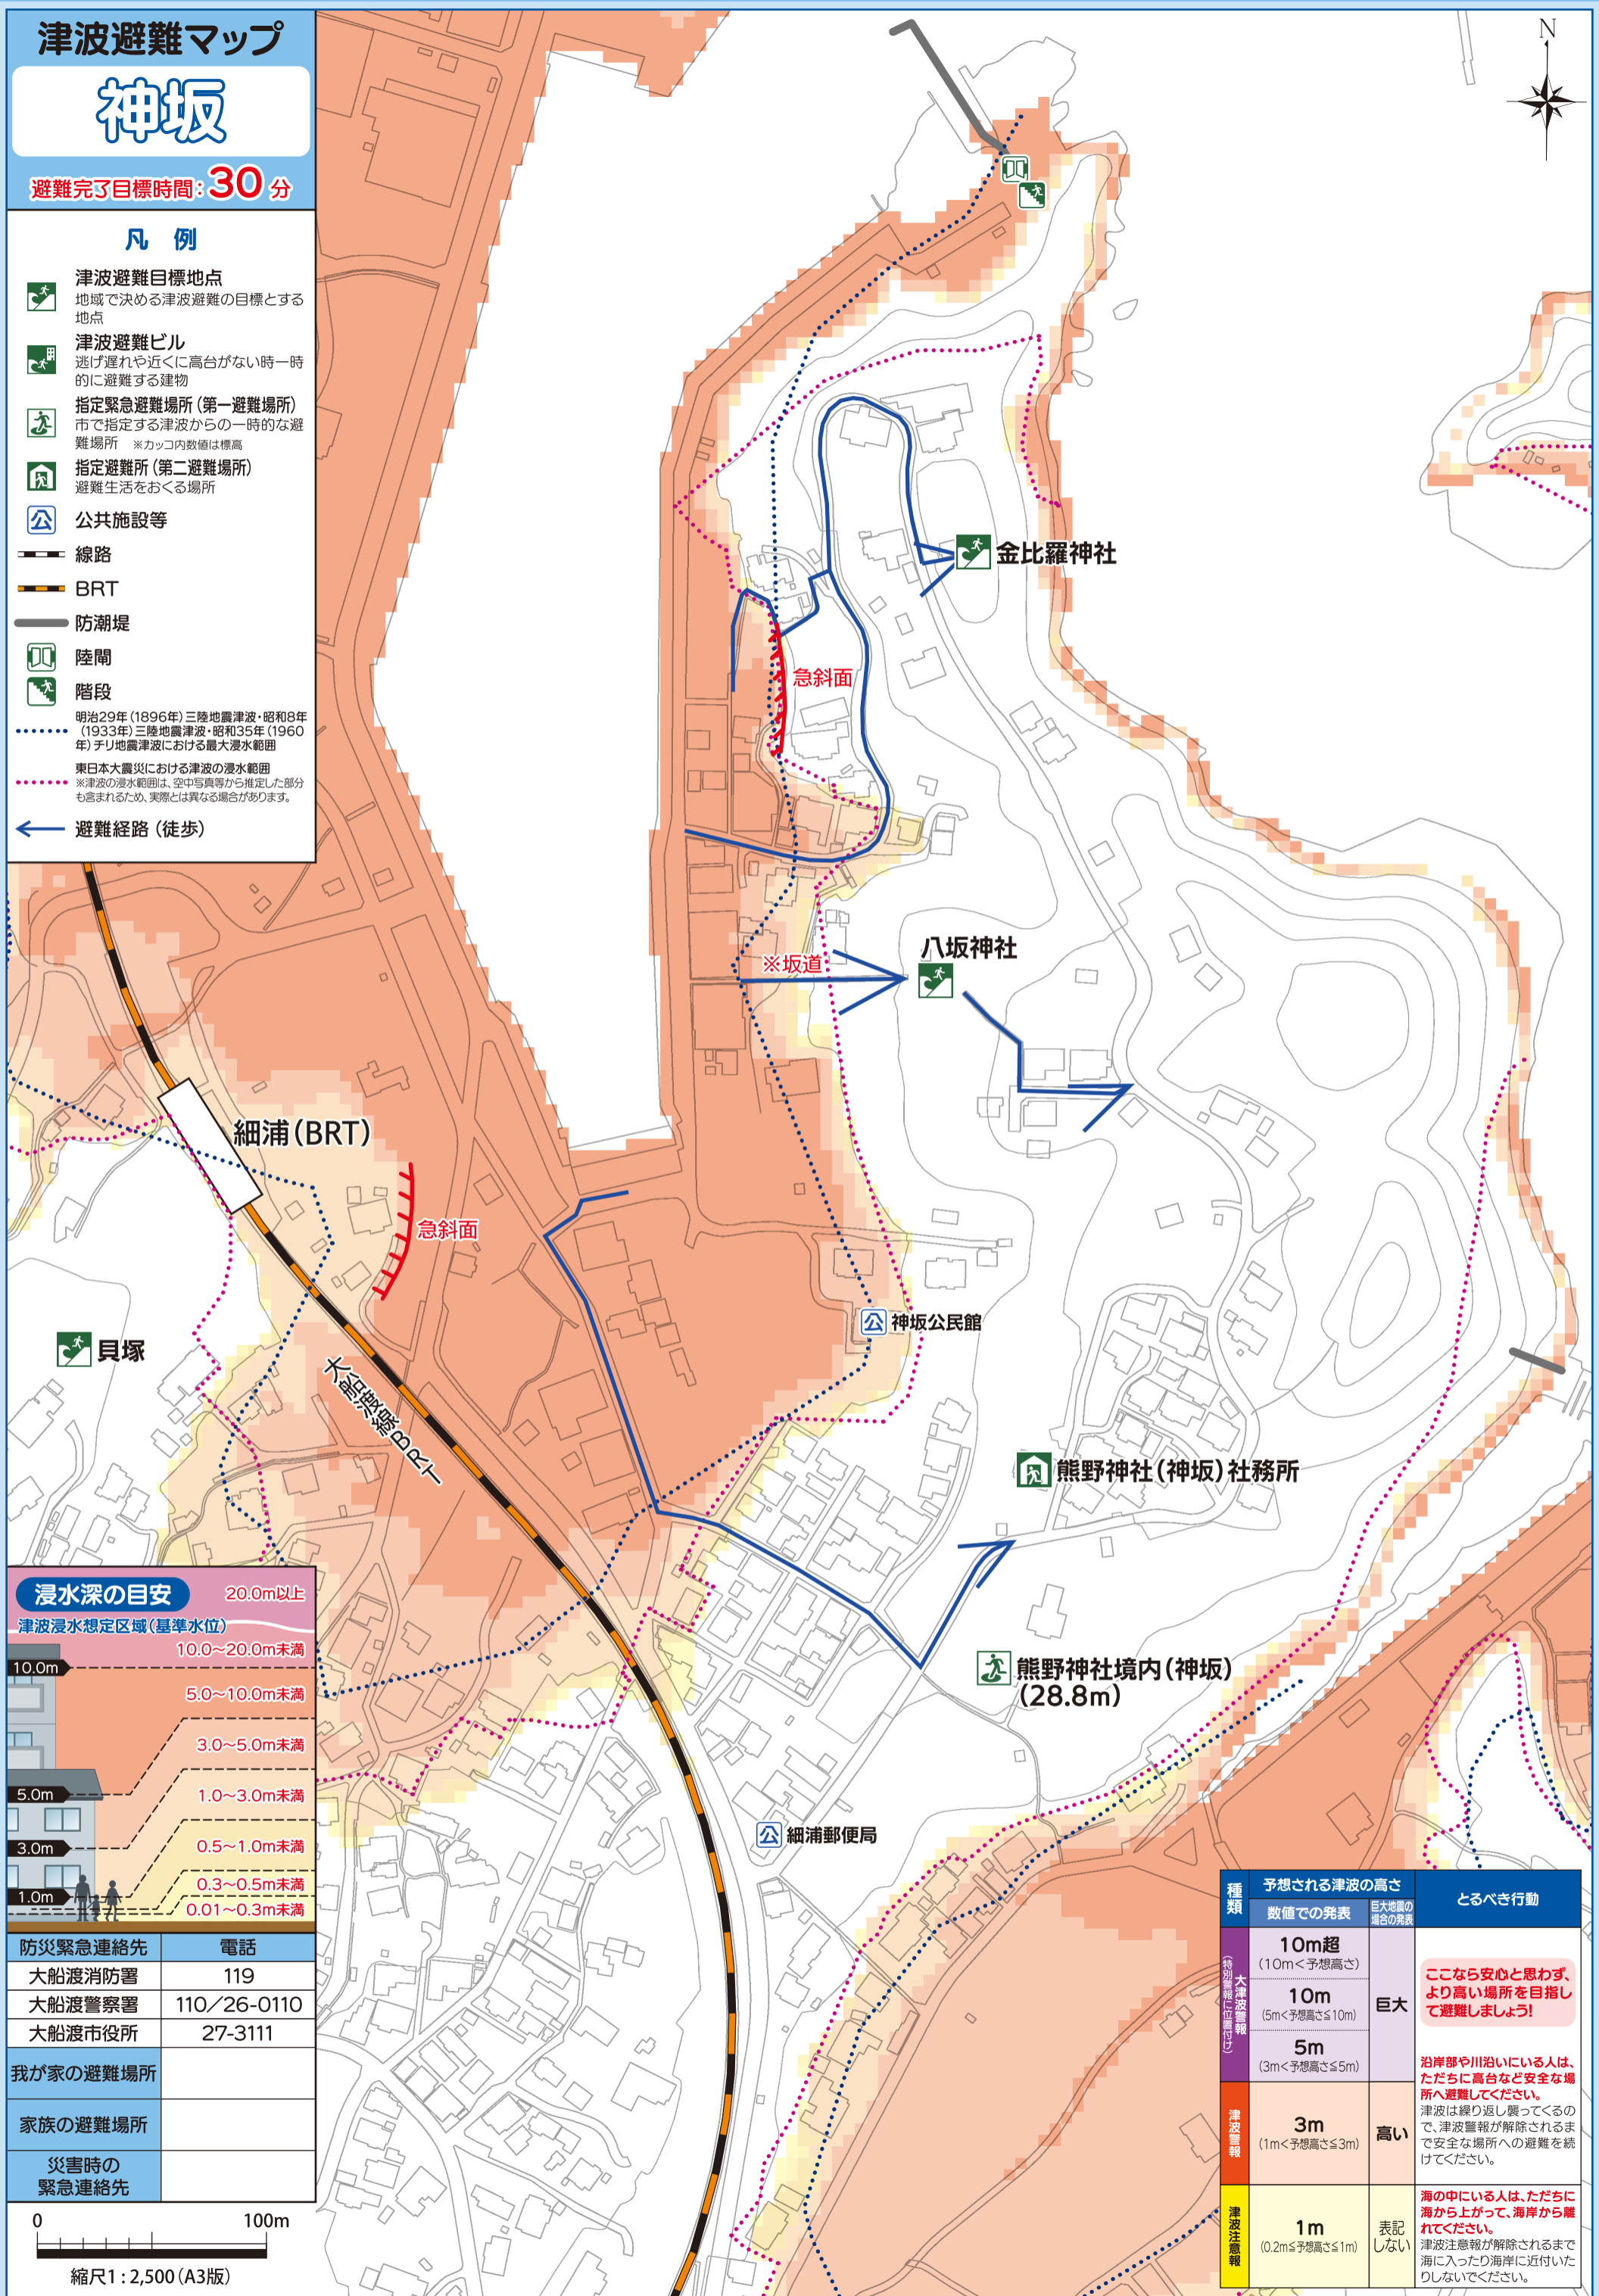 津波避難マップ
神坂
避難完了目標時間：30分
凡　例
津波避難目標地点
地域で決める津波避難の目標とする
地点
津波避難ビル
逃げ遅れや近くに高台がない時一時
的に避難する建物
指定緊急避難場所（第一避難場所）
市で指定する津波からの一時的な避
難場所　※カッコ内数値は標高
指定避難所（第二避難場所）
避難生活をおくる場所
公 公共施設等
線路
BRT
防潮堤
陸閘
階段
明治29年（1896年）三陸地震津波・昭和8年
（1933年）三陸地震津波・昭和35年（1960
年）チリ地震津波における最大浸水範囲
東日本大震災における津波の浸水範囲
※津波の浸水範囲は、空中写真等から推定した部分
も含まれるため、実際とは異なる場合があります。
避難経路（徒歩）
N
金比羅神社
急斜面
八坂神社
※坂道
細浦（BRT）
急斜面
公 神坂公民館
貝塚
大船渡線BRT
熊野神社（神坂）社務所
熊野神社境内（神坂）
（28.8m）
公 細浦郵便局
浸水深の目安
津波浸水想定区域（基準水位）
20.0m以上
10.0～20.0m未満
10.0m
5.0～10.0m未満
3.0～5.0m未満
5.0m
1.0～3.0m未満
3.0m
0.5～1.0m未満
0.3～0.5m未満
1.0m
0.01～0.3m未満
防災緊急連絡先 電話
大船渡消防署 119
大船渡警察署 110／26-0110
大船渡市役所 27-3111
我が家の避難場所
家族の避難場所
災害時の
緊急連絡先
0 100m
縮尺1：2,500（A3版）
種類 予想される津波の高さ とるべき行動
数値での発表 巨大地震の
場合の発表
大津波警報
（特別警報に位置付け）
10m超
（10m＜予想高さ）
10m
（5m＜予想高さ≦10m）
5m
（3m＜予想高さ≦5m）
巨大
ここなら安心と思わず、
より高い場所を目指し
て避難しましょう！
沿岸部や川沿いにいる人は、
ただちに高台など安全な場
所へ避難してください。
津波は繰り返し襲ってくるの
で、津波警報が解除されるま
で安全な場所への避難を続
けてください。
津波警報
3m
（1m＜予想高さ≦3m）
高い
津波注意報
1m
（0.2m≦予想高さ≦1m）
表記
しない
海の中にいる人は、ただちに
海から上がって、海岸から離
れてください。
津波注意報が解除されるまで
海に入ったり海岸に近付いた
りしないでください。